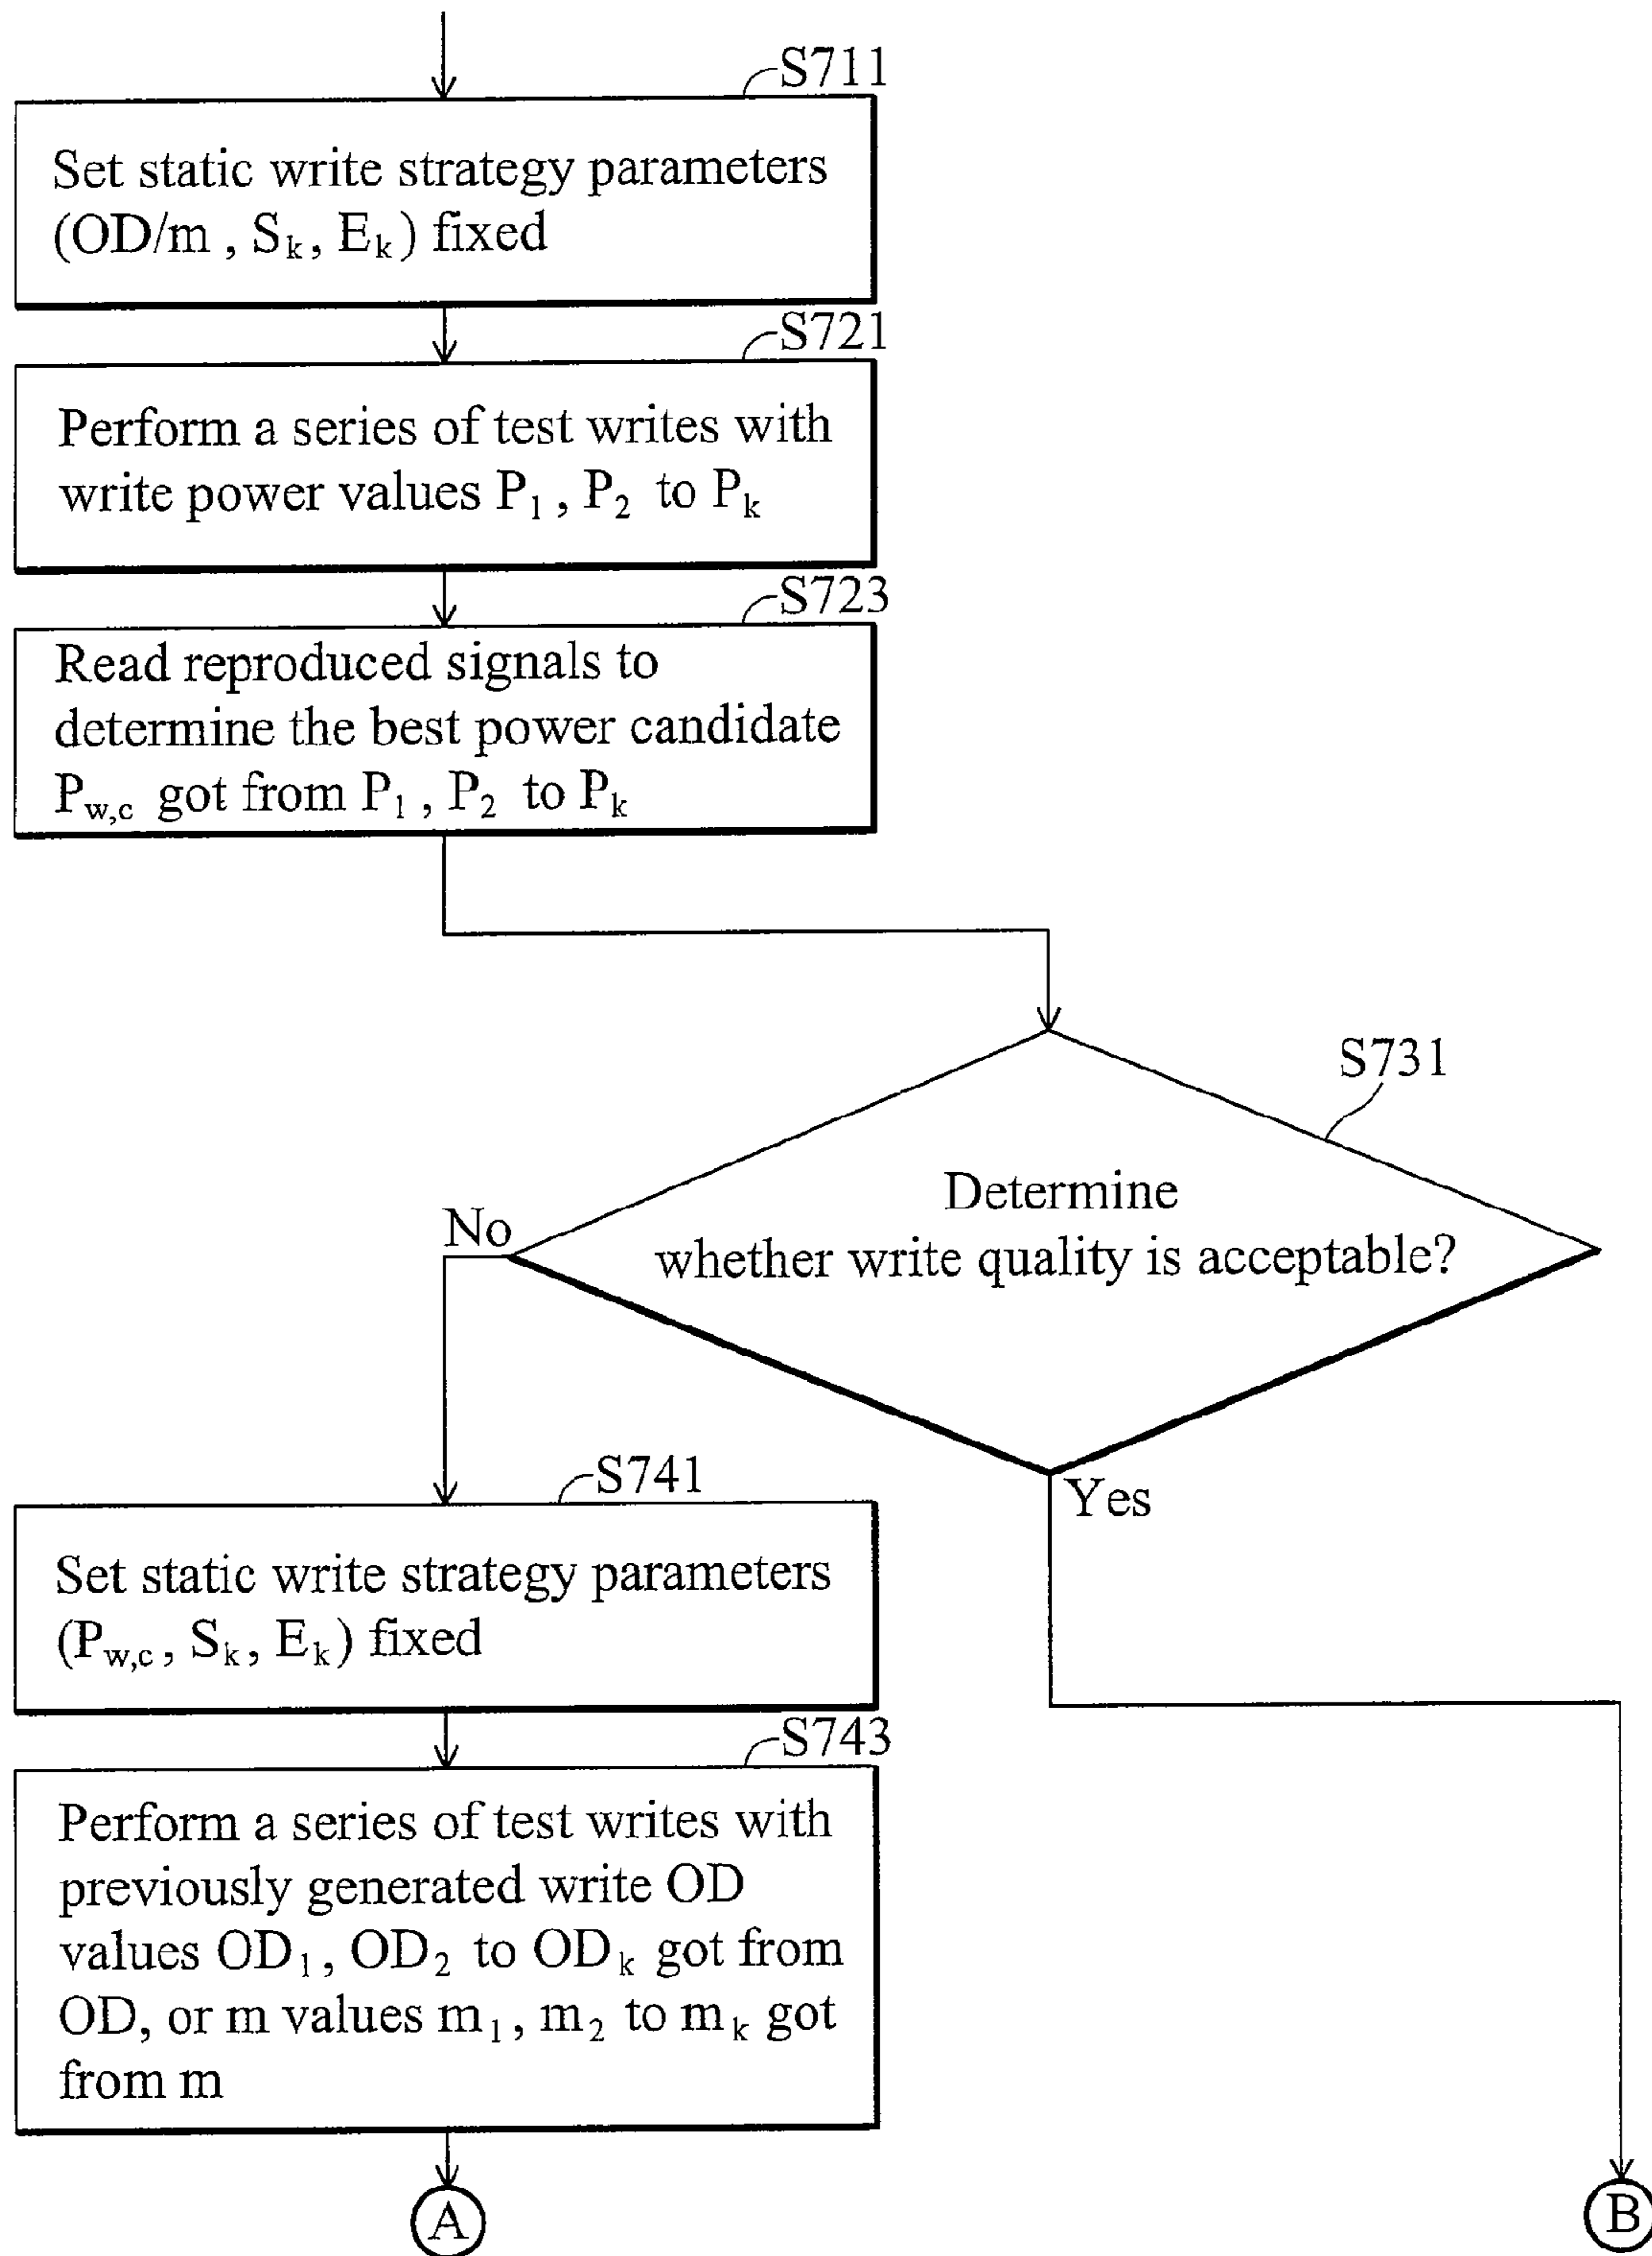 S711
Set static write strategy parameters
(OD/m , Sₖ, Eₖ) fixed
S721
Perform a series of test writes with
write power values P₁ , P₂ to Pₖ
S723
Read reproduced signals to
determine the best power candidate
P_w,c got from P₁ , P₂ to Pₖ
S731
Determine
whether write quality is acceptable?
No
Yes
S741
Set static write strategy parameters
(P_w,c , Sₖ, Eₖ) fixed
S743
Perform a series of test writes with
previously generated write OD
values OD₁ , OD₂ to ODₖ got from
OD, or m values m₁ , m₂ to mₖ got
from m
A
B